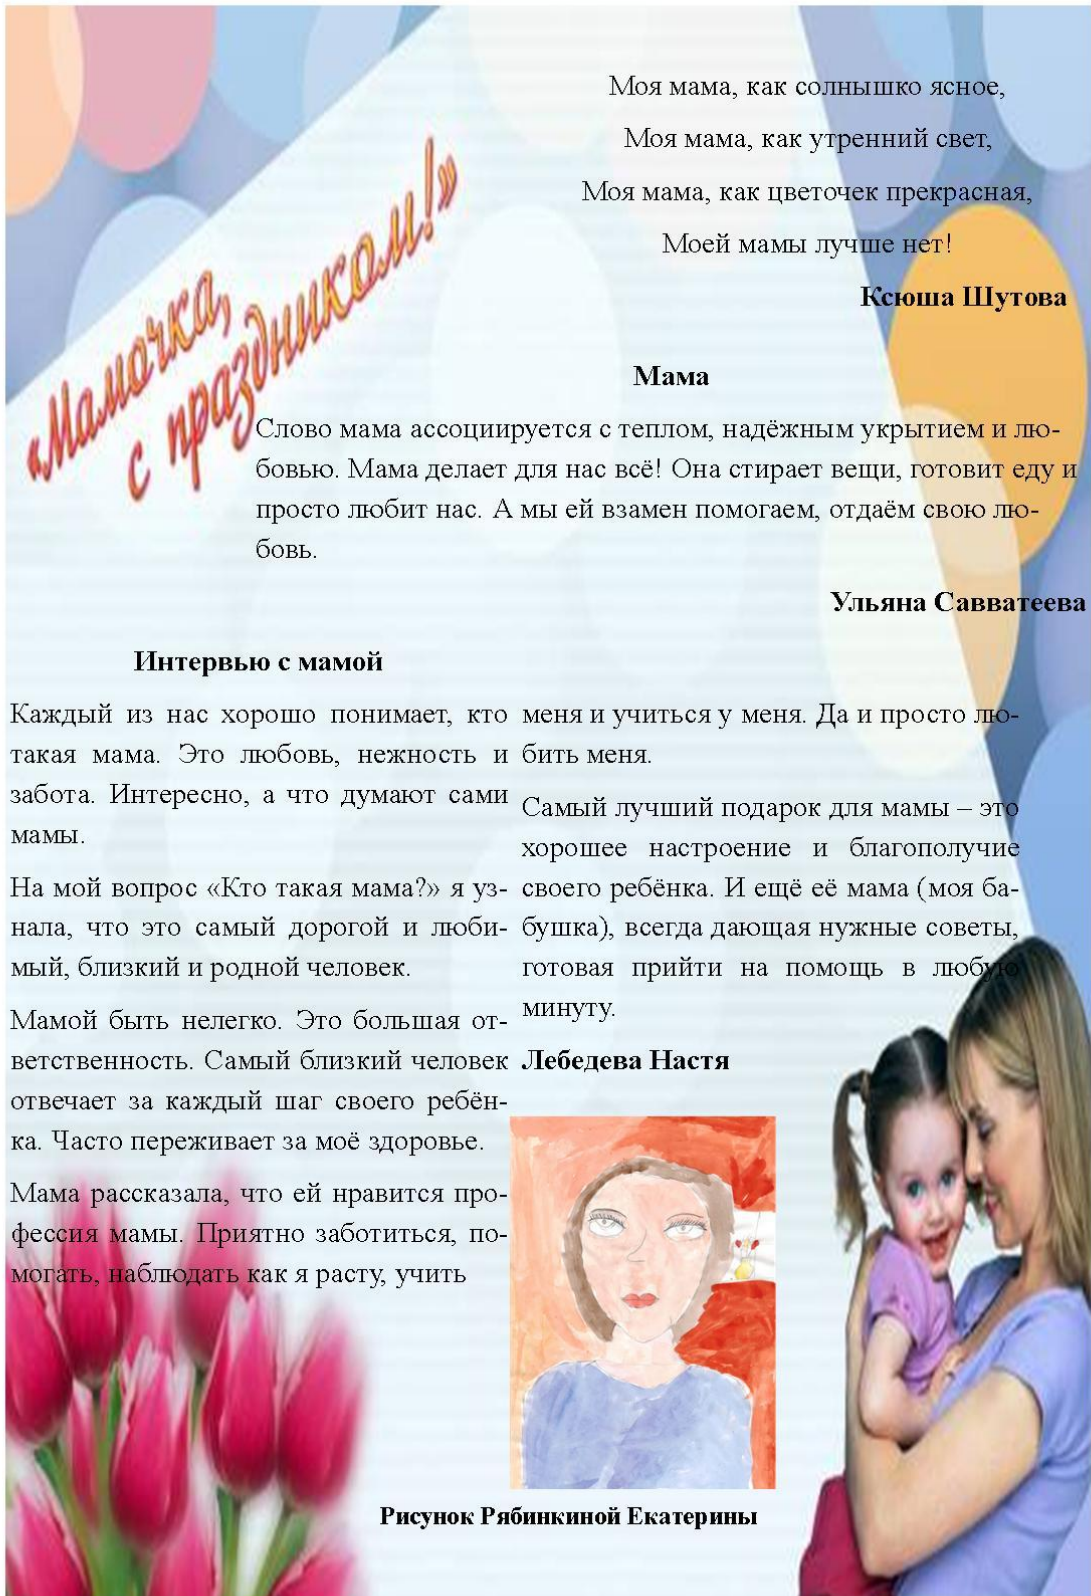 «Мамочка,
с праздником!»
Моя мама, как солнышко ясное,
Моя мама, как утренний свет,
Моя мама, как цветочек прекрасная,
Моей мамы лучше нет!
Ксюша Шутова
Мама
Слово мама ассоциируется с теплом, надёжным укрытием и лю-
бовью. Мама делает для нас всё! Она стирает вещи, готовит еду и
просто любит нас. А мы ей взамен помогаем, отдаём свою лю-
бовь.
Ульяна Савватеева
Интервью с мамой
Каждый из нас хорошо понимает, кто
такая мама. Это любовь, нежность и
забота. Интересно, а что думают сами
мамы.
На мой вопрос «Кто такая мама?» я уз-
нала, что это самый дорогой и люби-
мый, близкий и родной человек.
Мамой быть нелегко. Это большая от-
ветственность. Самый близкий человек
отвечает за каждый шаг своего ребён-
ка. Часто переживает за моё здоровье.
Мама рассказала, что ей нравится про-
фессия мамы. Приятно заботиться, по-
могать, наблюдать как я расту, учить
меня и учиться у меня. Да и просто лю-
бить меня.
Самый лучший подарок для мамы – это
хорошее настроение и благополучие
своего ребёнка. И ещё её мама (моя ба-
бушка), всегда дающая нужные советы,
готовая прийти на помощь в любую
минуту.
Лебедева Настя
Рисунок Рябинкиной Екатерины